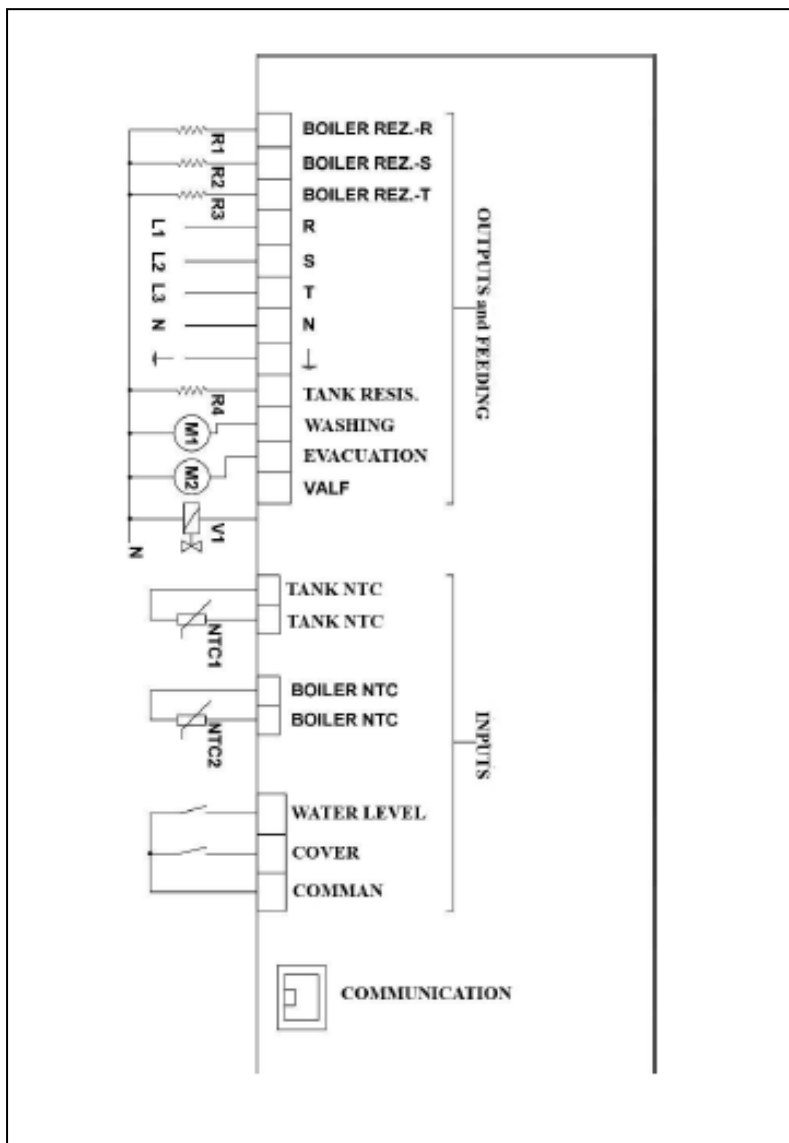 R1
BOILER REZ.-R
R2
BOILER REZ.-S
R3
BOILER REZ.-T
L1
R
L2
S
L3
T
N
N
R4
TANK RESIS.
M1
WASHING
M2
EVACUATION
VALF
V1
N
OUTPUTS and FEEDING
TANK NTC
TANK NTC
NTC1
BOILER NTC
BOILER NTC
NTC2
WATER LEVEL
COVER
COMMAN
INPUTS
COMMUNICATION